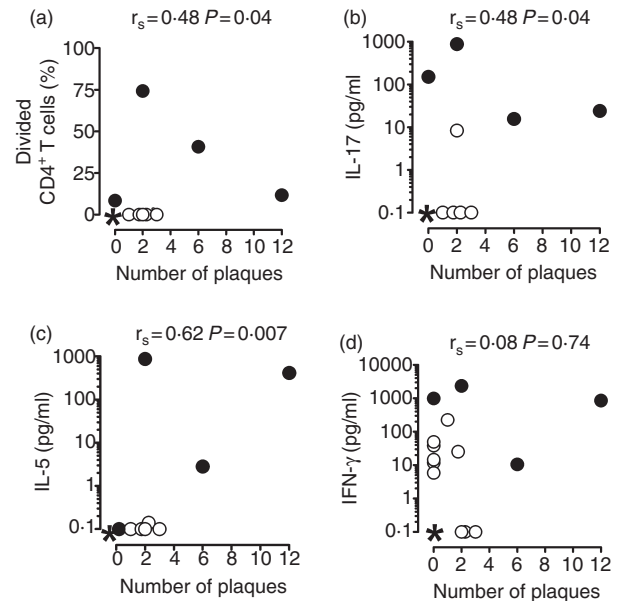 (a)
r_s = 0·48 P = 0·04
Divided
CD4⁺ T cells (%)
100
75
50
25
0
*
0 2 4 6 8 10 12
Number of plaques
(b)
r_s = 0·48 P = 0·04
IL-17 (pg/ml)
1000
100
10
1
0·1
*
0 2 4 6 8 10 12
Number of plaques
(c)
r_s = 0·62 P = 0·007
IL-5 (pg/ml)
1000
100
10
1
0·1
*
0 2 4 6 8 10 12
Number of plaques
(d)
r_s = 0·08 P = 0·74
IFN-γ (pg/ml)
10000
1000
100
10
1
0·1
*
0 2 4 6 8 10 12
Number of plaques